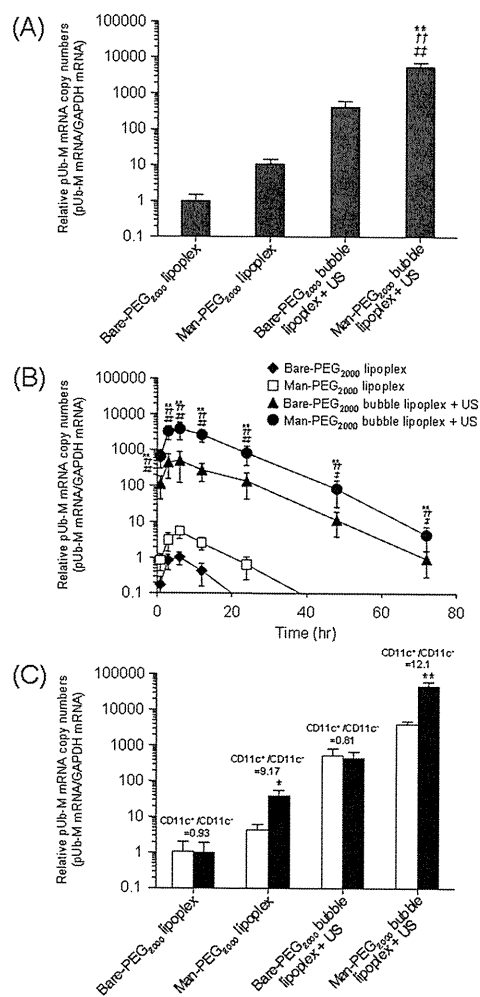 (A)
Relative pUb-M mRNA copy numbers
(pUb-M mRNA/GAPDH mRNA)
100000
10000
1000
100
10
1
0.1
**
††
##
Bare-PEG2000 lipoplex
Man-PEG2000 lipoplex
Bare-PEG2000 bubble
lipoplex + US
Man-PEG2000 bubble
lipoplex + US
(B)
Relative pUb-M mRNA copy numbers
(pUb-M mRNA/GAPDH mRNA)
100000
10000
1000
100
10
1
0.1
Bare-PEG2000 lipoplex
Man-PEG2000 lipoplex
Bare-PEG2000 bubble lipoplex + US
Man-PEG2000 bubble lipoplex + US
**
††
##
**
††
##
**
††
##
**
††
##
**
††
##
**
††
#
**
††
#
0
20
40
60
80
Time (hr)
(C)
Relative pUb-M mRNA copy numbers
(pUb-M mRNA/GAPDH mRNA)
100000
10000
1000
100
10
1
0.1
CD11c+/CD11c-
=0.93
CD11c+/CD11c-
=9.17
*
CD11c+/CD11c-
=0.81
CD11c+/CD11c-
=12.1
**
Bare-PEG2000 lipoplex
Man-PEG2000 lipoplex
Bare-PEG2000 bubble
lipoplex + US
Man-PEG2000 bubble
lipoplex + US